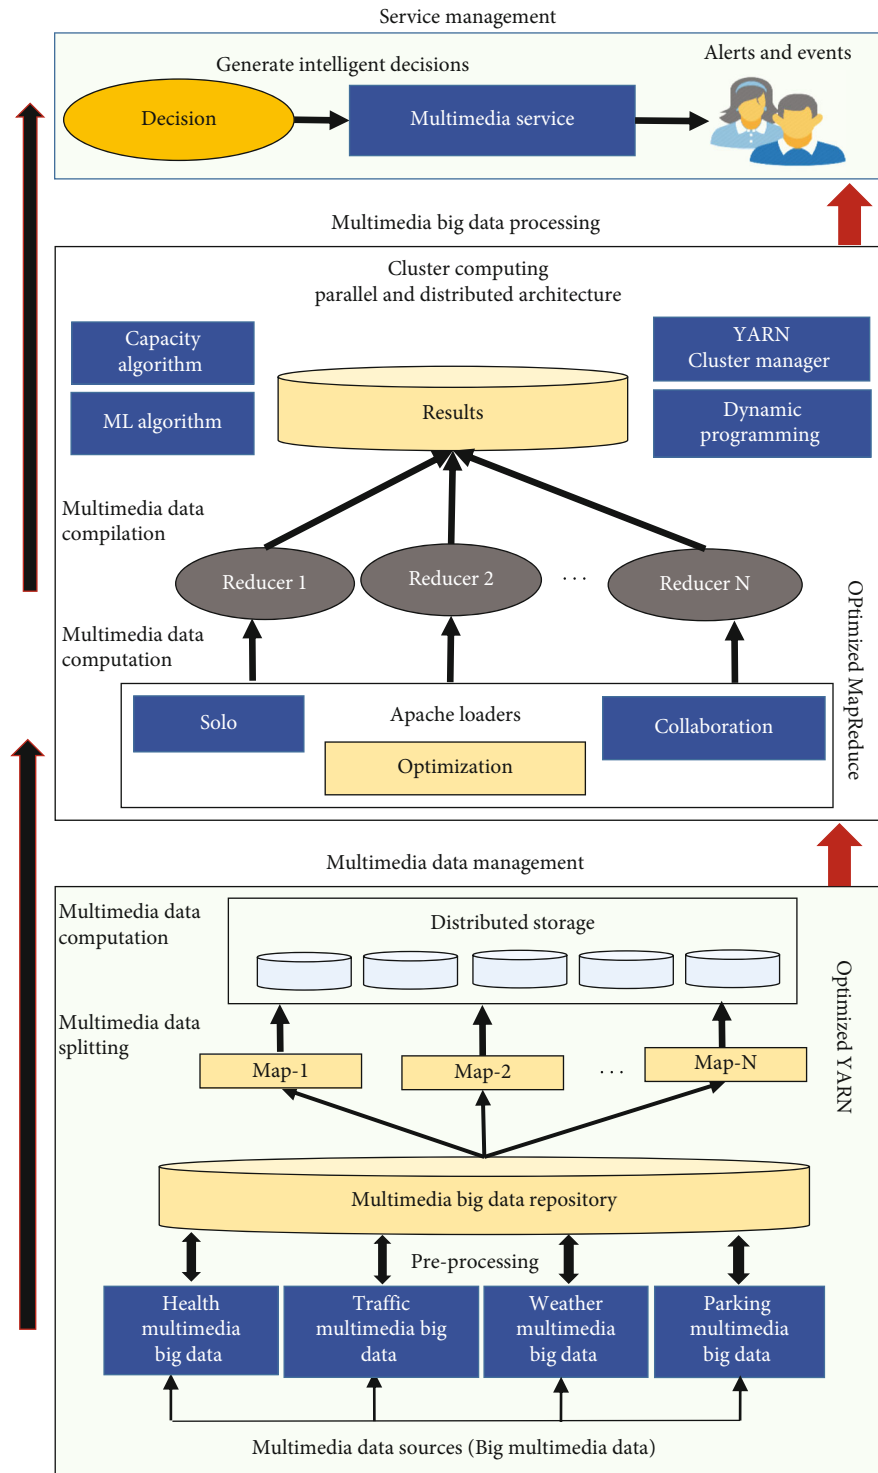 Service management
Generate intelligent decisions
Alerts and events
Decision
Multimedia service
Multimedia big data processing
Cluster computing
parallel and distributed architecture
Capacity
algorithm
YARN
Cluster manager
ML algorithm
Results
Dynamic
programming
Multimedia data
compilation
Reducer 1
Reducer 2
. . .
Reducer N
Multimedia data
computation
OPtimized MapReduce
Solo
Apache loaders
Collaboration
Optimization
Multimedia data management
Multimedia data
computation
Distributed storage
Optimized YARN
Multimedia data
splitting
Map-1
Map-2
. . .
Map-N
Multimedia big data repository
Pre-processing
Health
multimedia
big data
Traffic
multimedia big
data
Weather
multimedia
big data
Parking
multimedia
big data
Multimedia data sources (Big multimedia data)